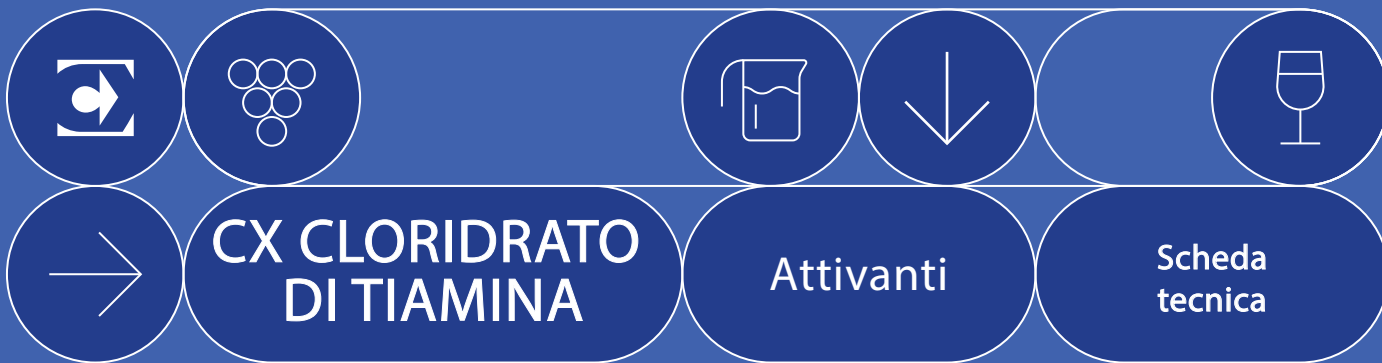 CX CLORIDRATO
DI TIAMINA
Attivanti
Scheda
tecnica